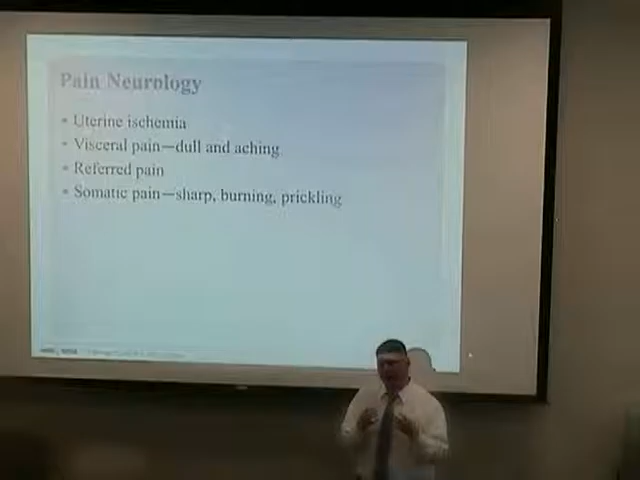 Pain Neurology
• Uterine ischemia
• Visceral pain—dull and aching
• Referred pain
• Somatic pain—sharp, burning, prickling